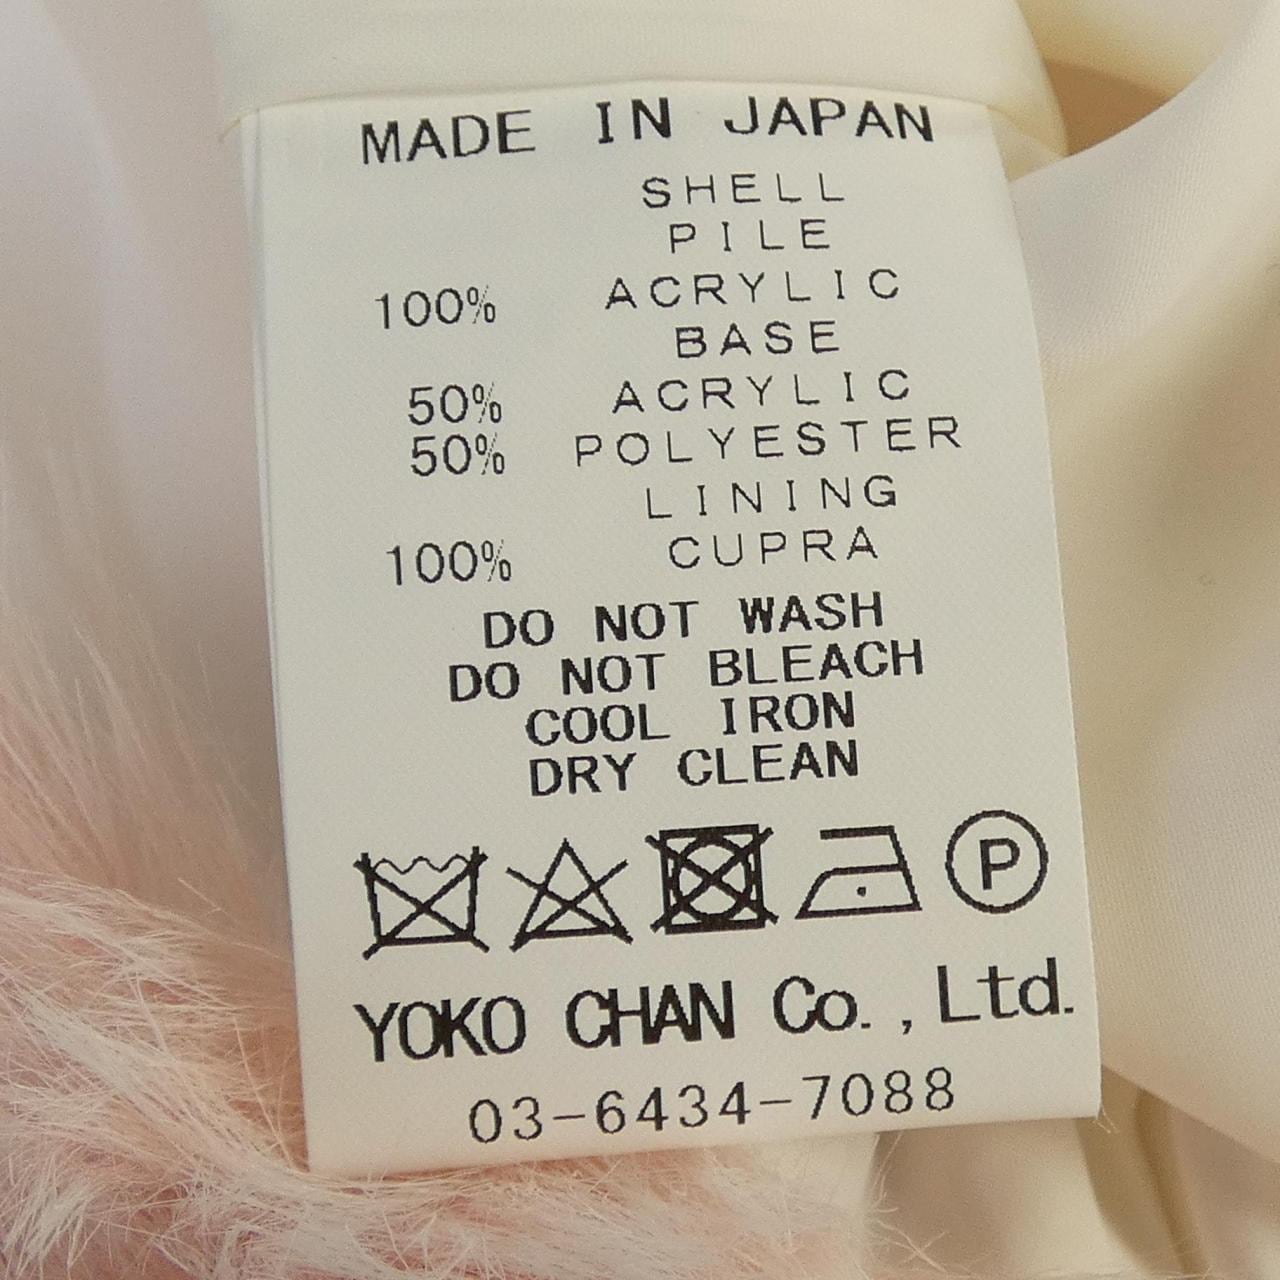 MADE IN JAPAN
SHELL
PILE
100% ACRYLIC
BASE
50% ACRYLIC
50% POLYESTER
LINING
100% CUPRA
DO NOT WASH
DO NOT BLEACH
COOL IRON
DRY CLEAN
P
YOKO CHAN Co., Ltd.
03-6434-7088